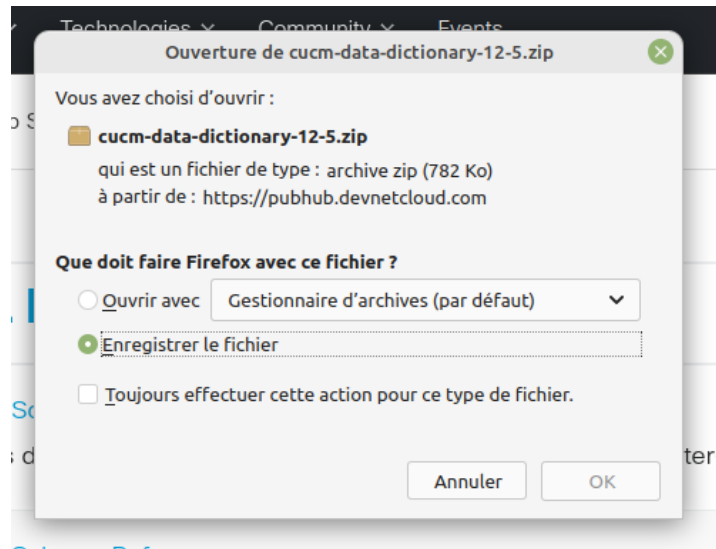 Technologies Community Events
Ouverture de cucm-data-dictionary-12-5.zip
Vous avez choisi d'ouvrir :
cucm-data-dictionary-12-5.zip
qui est un fichier de type : archive zip (782 Ko)
à partir de : https://pubhub.devnetcloud.com
Que doit faire Firefox avec ce fichier ?
Ouvrir avec Gestionnaire d'archives (par défaut)
Enregistrer le fichier
Toujours effectuer cette action pour ce type de fichier.
Annuler OK